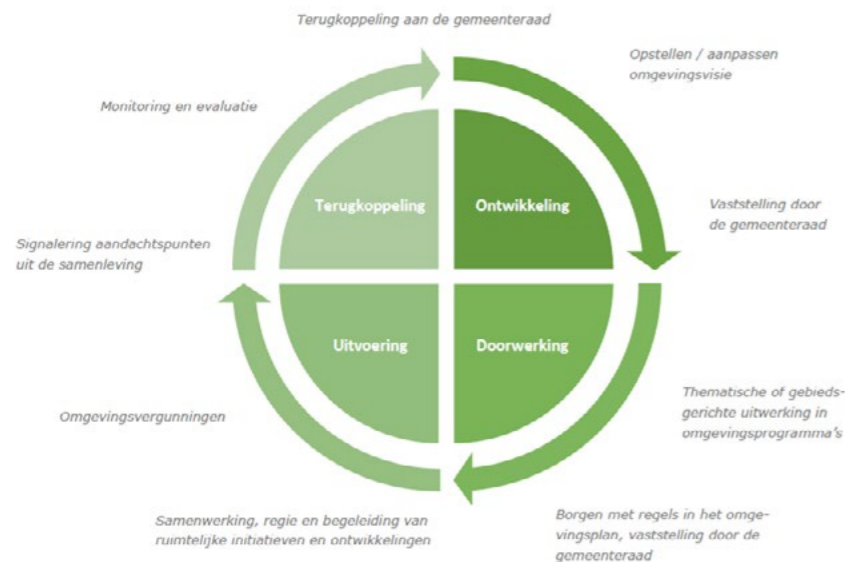 Terugkoppeling aan de gemeenteraad
Opstellen / aanpassen
omgevingsvisie
Monitoring en evaluatie
Terugkoppeling
Ontwikkeling
Vaststelling door
de gemeenteraad
Signalering aandachtspunten
uit de samenleving
Uitvoering
Doorwerking
Thematische of gebieds-
gerichte uitwerking in
omgevingsprogramma's
Omgevingsvergunningen
Samenwerking, regie en begeleiding van
ruimtelijke initiatieven en ontwikkelingen
Borgen met regels in het omge-
vingsplan, vaststelling door de
gemeenteraad